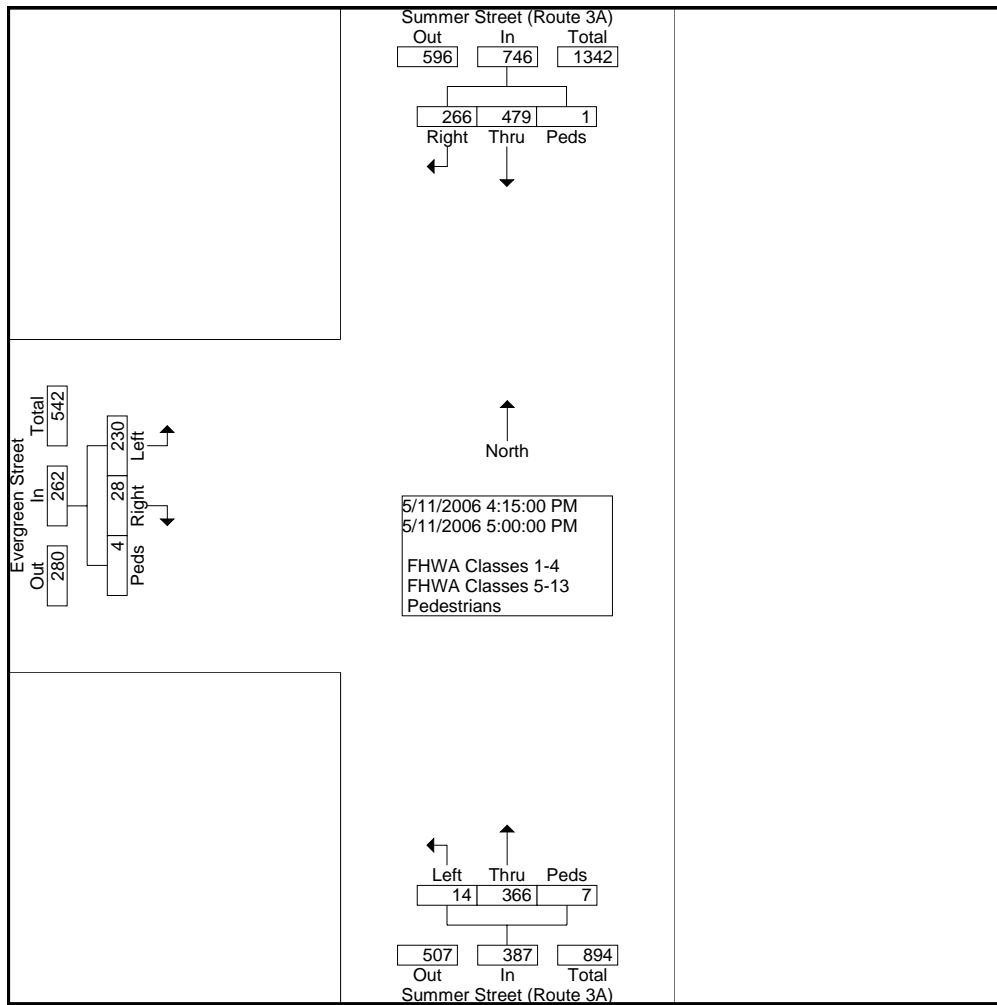 Summer Street (Route 3A)
Out In Total
596 746 1342
266 479 1
Right Thru Peds
Evergreen Street
Total
542
In
262
Out
280
230
Left
28
Right
4
Peds
North
5/11/2006 4:15:00 PM
5/11/2006 5:00:00 PM
FHWA Classes 1-4
FHWA Classes 5-13
Pedestrians
Left Thru Peds
14 366 7
507 387 894
Out In Total
Summer Street (Route 3A)